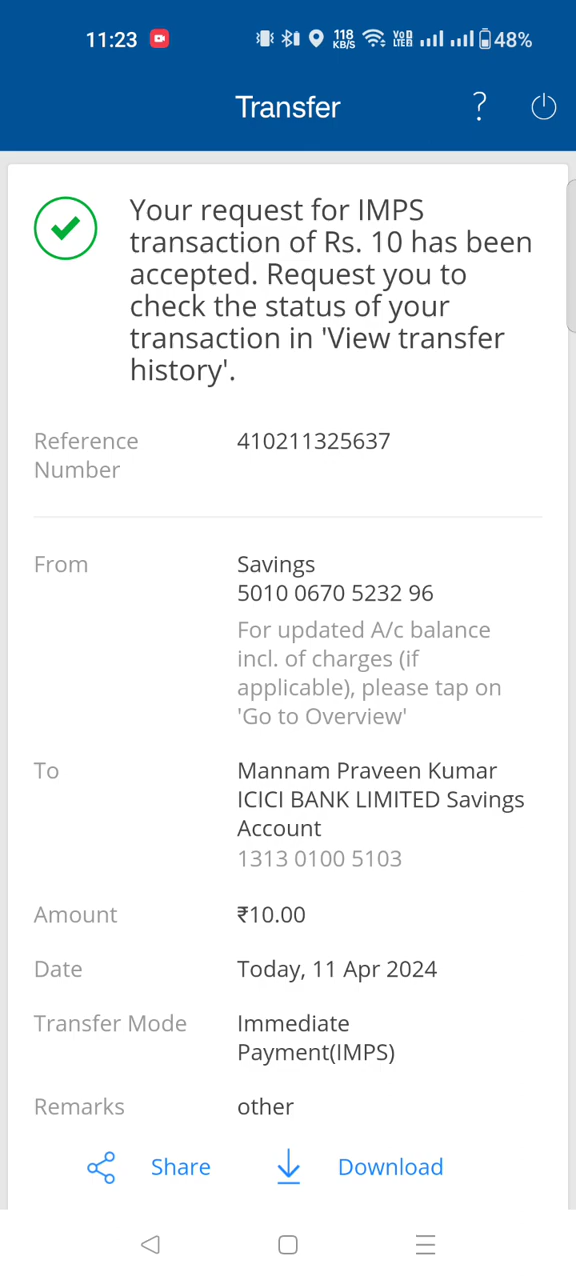 11:23 118 KB/S Vo LTE 48%
Transfer ?
Your request for IMPS
transaction of Rs. 10 has been
accepted. Request you to
check the status of your
transaction in 'View transfer
history'.
Reference Number 410211325637
From Savings
5010 0670 5232 96
For updated A/c balance
incl. of charges (if
applicable), please tap on
'Go to Overview'
To Mannam Praveen Kumar
ICICI BANK LIMITED Savings
Account
1313 0100 5103
Amount ₹10.00
Date Today, 11 Apr 2024
Transfer Mode Immediate
Payment(IMPS)
Remarks other
Share Download